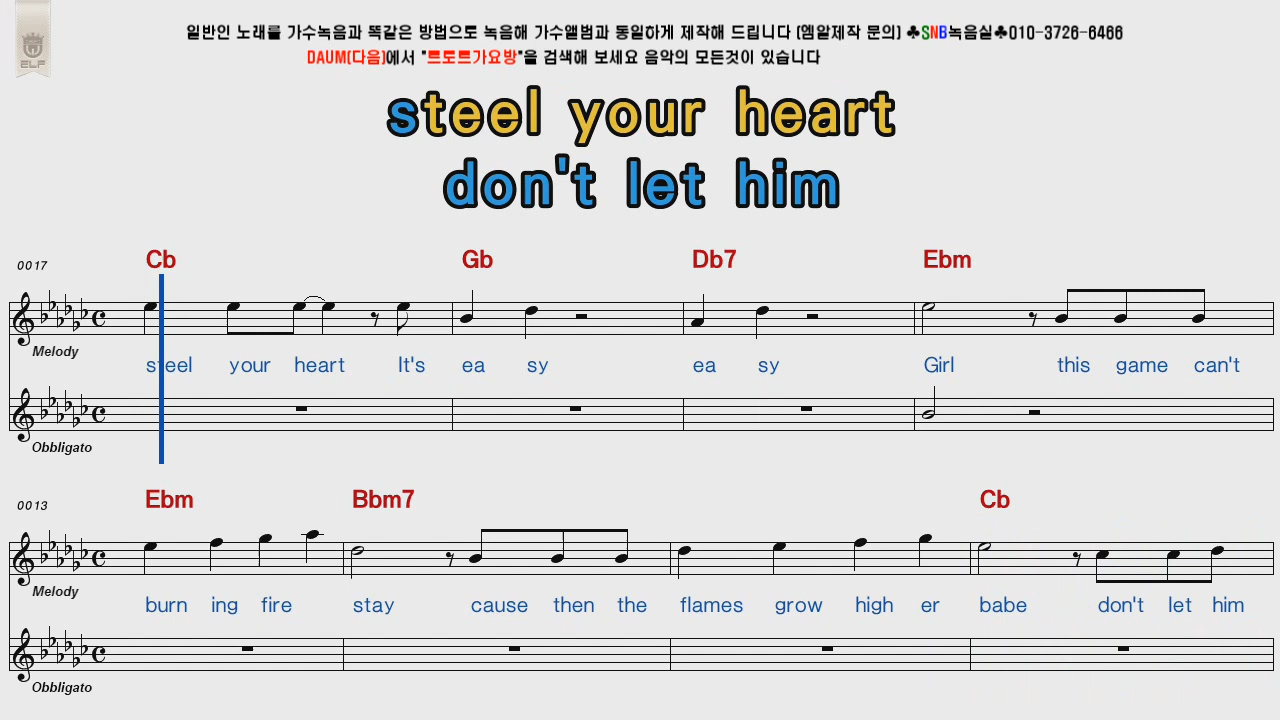 일반인 노래를 가수녹음과 똑같은 방법으로 녹음해 가수앨범과 동일하게 제작해 드립니다 (엠알제작 문의) ♣SNB녹음실♣010-3726-6466
DAUM(다음)에서 "트로트가요방"을 검색해 보세요 음악의 모든것이 있습니다
ELF
steel your heart
don't let him
Cb Gb Db7 Ebm
0017
Melody
steel your heart It's ea sy ea sy Girl this game can't
Obbligato
Ebm Bbm7 Cb
0013
Melody
burn ing fire stay cause then the flames grow high er babe don't let him
Obbligato